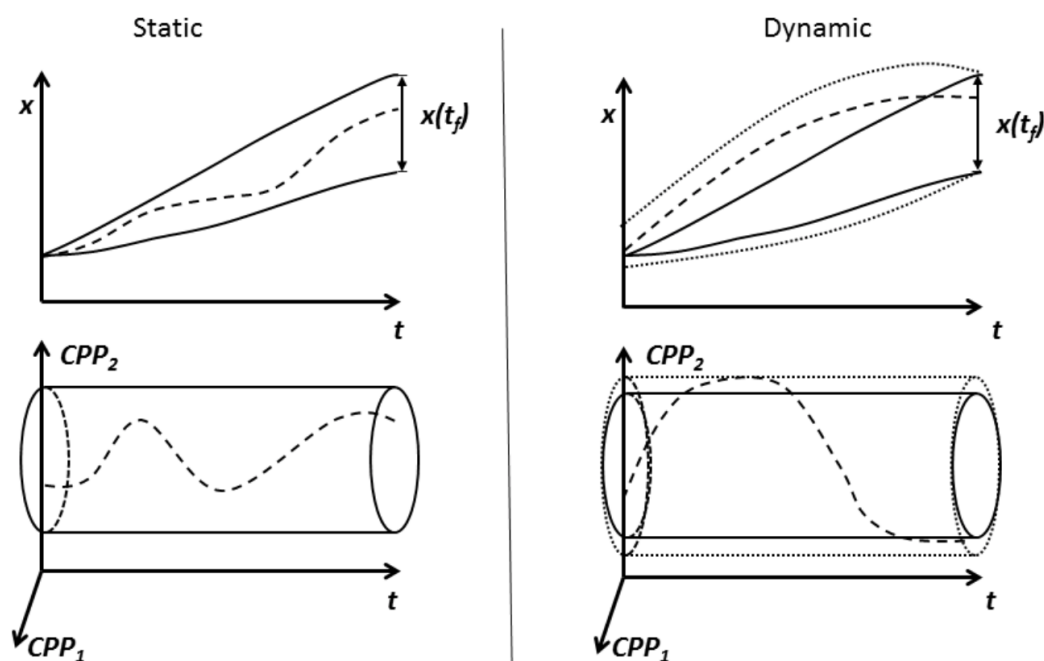 Static
x
x(t_f)
t
CPP_2
t
CPP_1
Dynamic
x
x(t_f)
t
CPP_2
t
CPP_1